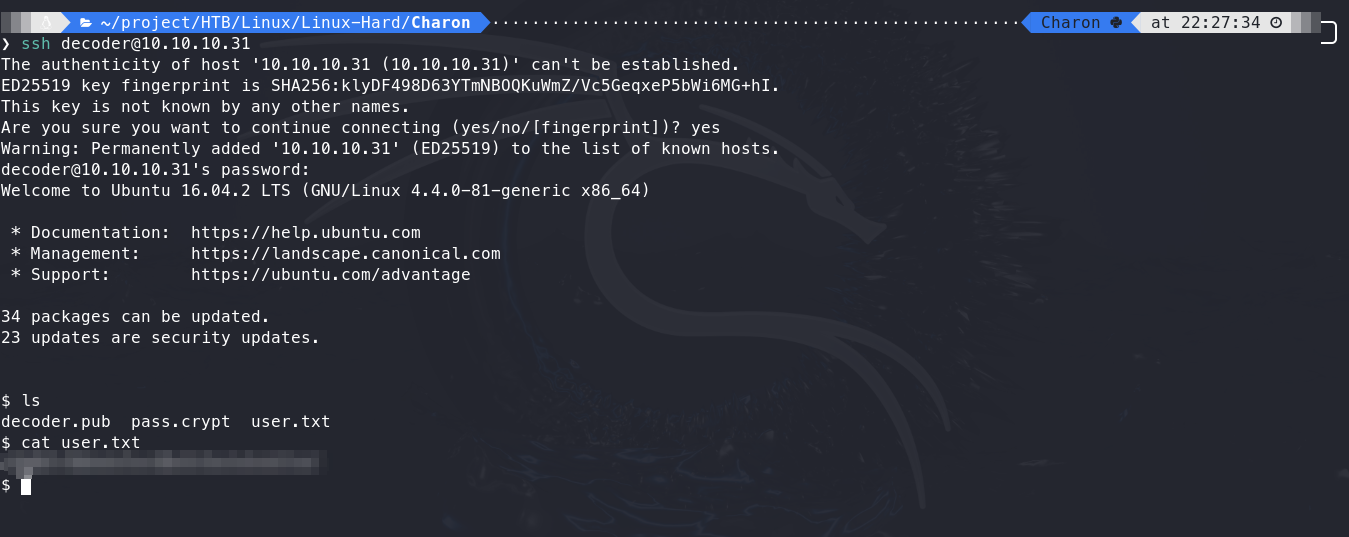 ~/project/HTB/Linux/Linux-Hard/Charon Charon at 22:27:34
❯ ssh decoder@10.10.10.31
The authenticity of host '10.10.10.31 (10.10.10.31)' can't be established.
ED25519 key fingerprint is SHA256:klyDF498D63YTmNBOQKuWmZ/Vc5GeqxeP5bWi6MG+hI.
This key is not known by any other names.
Are you sure you want to continue connecting (yes/no/[fingerprint])? yes
Warning: Permanently added '10.10.10.31' (ED25519) to the list of known hosts.
decoder@10.10.10.31's password:
Welcome to Ubuntu 16.04.2 LTS (GNU/Linux 4.4.0-81-generic x86_64)
* Documentation:  https://help.ubuntu.com
* Management:     https://landscape.canonical.com
* Support:        https://ubuntu.com/advantage
34 packages can be updated.
23 updates are security updates.
$ ls
decoder.pub  pass.crypt  user.txt
$ cat user.txt
$